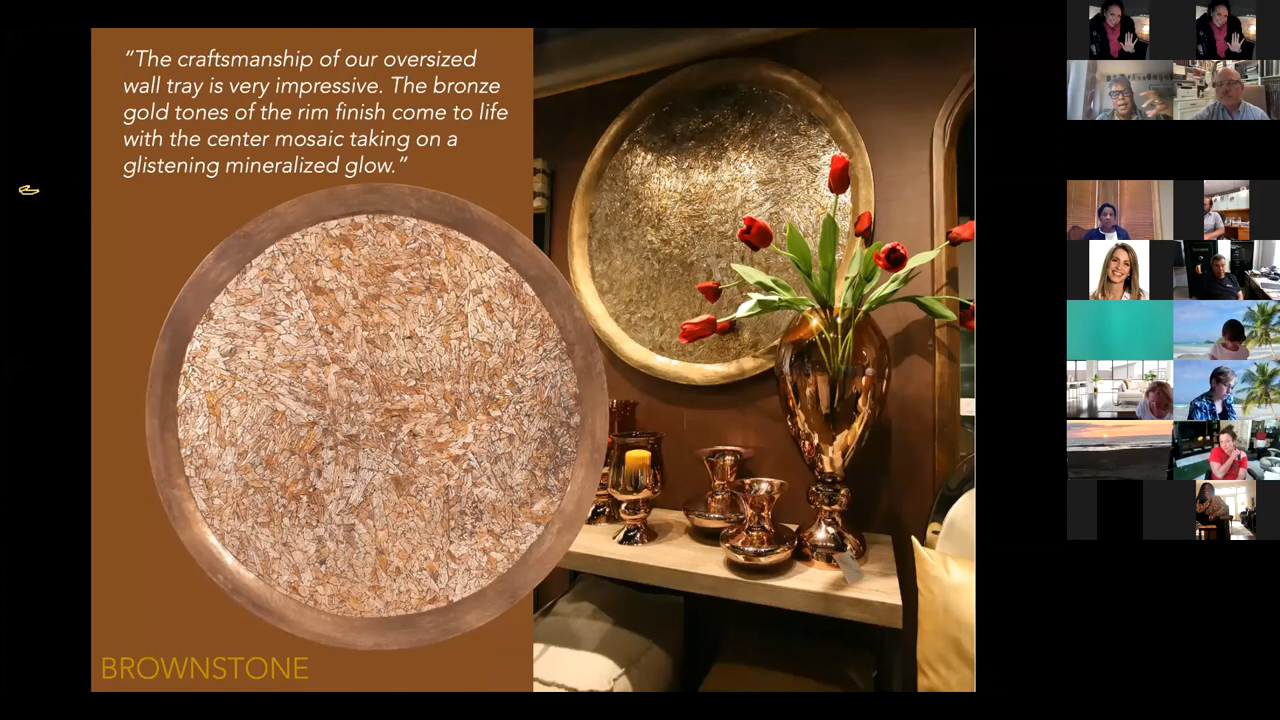 “The craftsmanship of our oversized
wall tray is very impressive. The bronze
gold tones of the rim finish come to life
with the center mosaic taking on a
glistening mineralized glow.”
BROWNSTONE